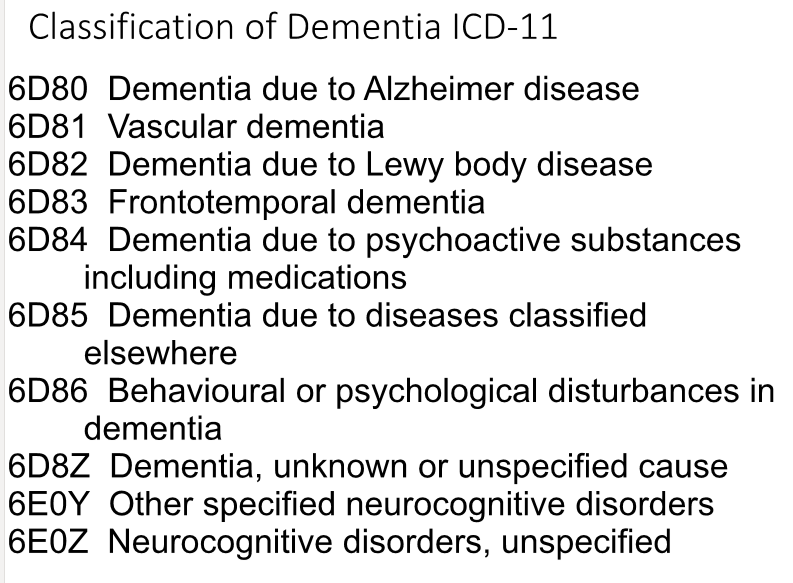 Classification of Dementia ICD-11
6D80 Dementia due to Alzheimer disease
6D81 Vascular dementia
6D82 Dementia due to Lewy body disease
6D83 Frontotemporal dementia
6D84 Dementia due to psychoactive substances
including medications
6D85 Dementia due to diseases classified
elsewhere
6D86 Behavioural or psychological disturbances in
dementia
6D8Z Dementia, unknown or unspecified cause
6E0Y Other specified neurocognitive disorders
6E0Z Neurocognitive disorders, unspecified